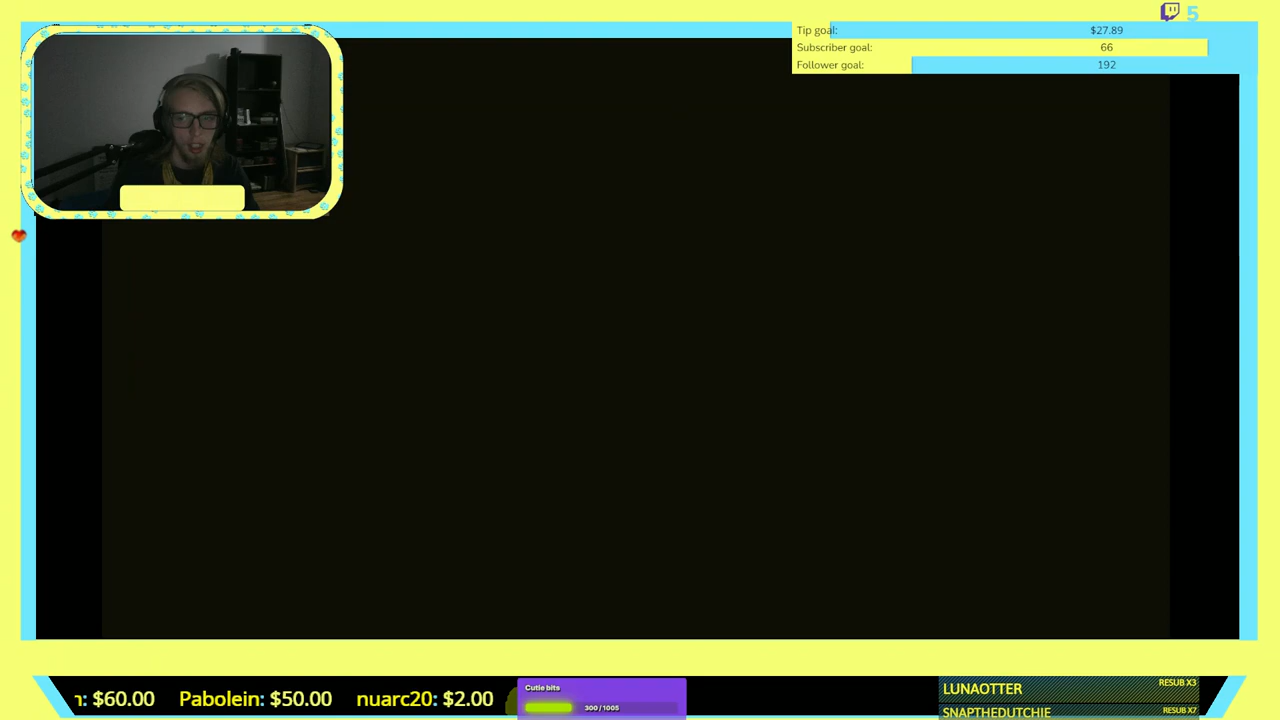 5
Tip goal: $27.89
Subscriber goal: 66
Follower goal: 192
n: $60.00 Pabolein: $50.00 nuarc20: $2.00
Cutie bits
300 / 1005
LUNAOTTER RESUB X3
SNAPTHEDUTCHIE RESUB X7